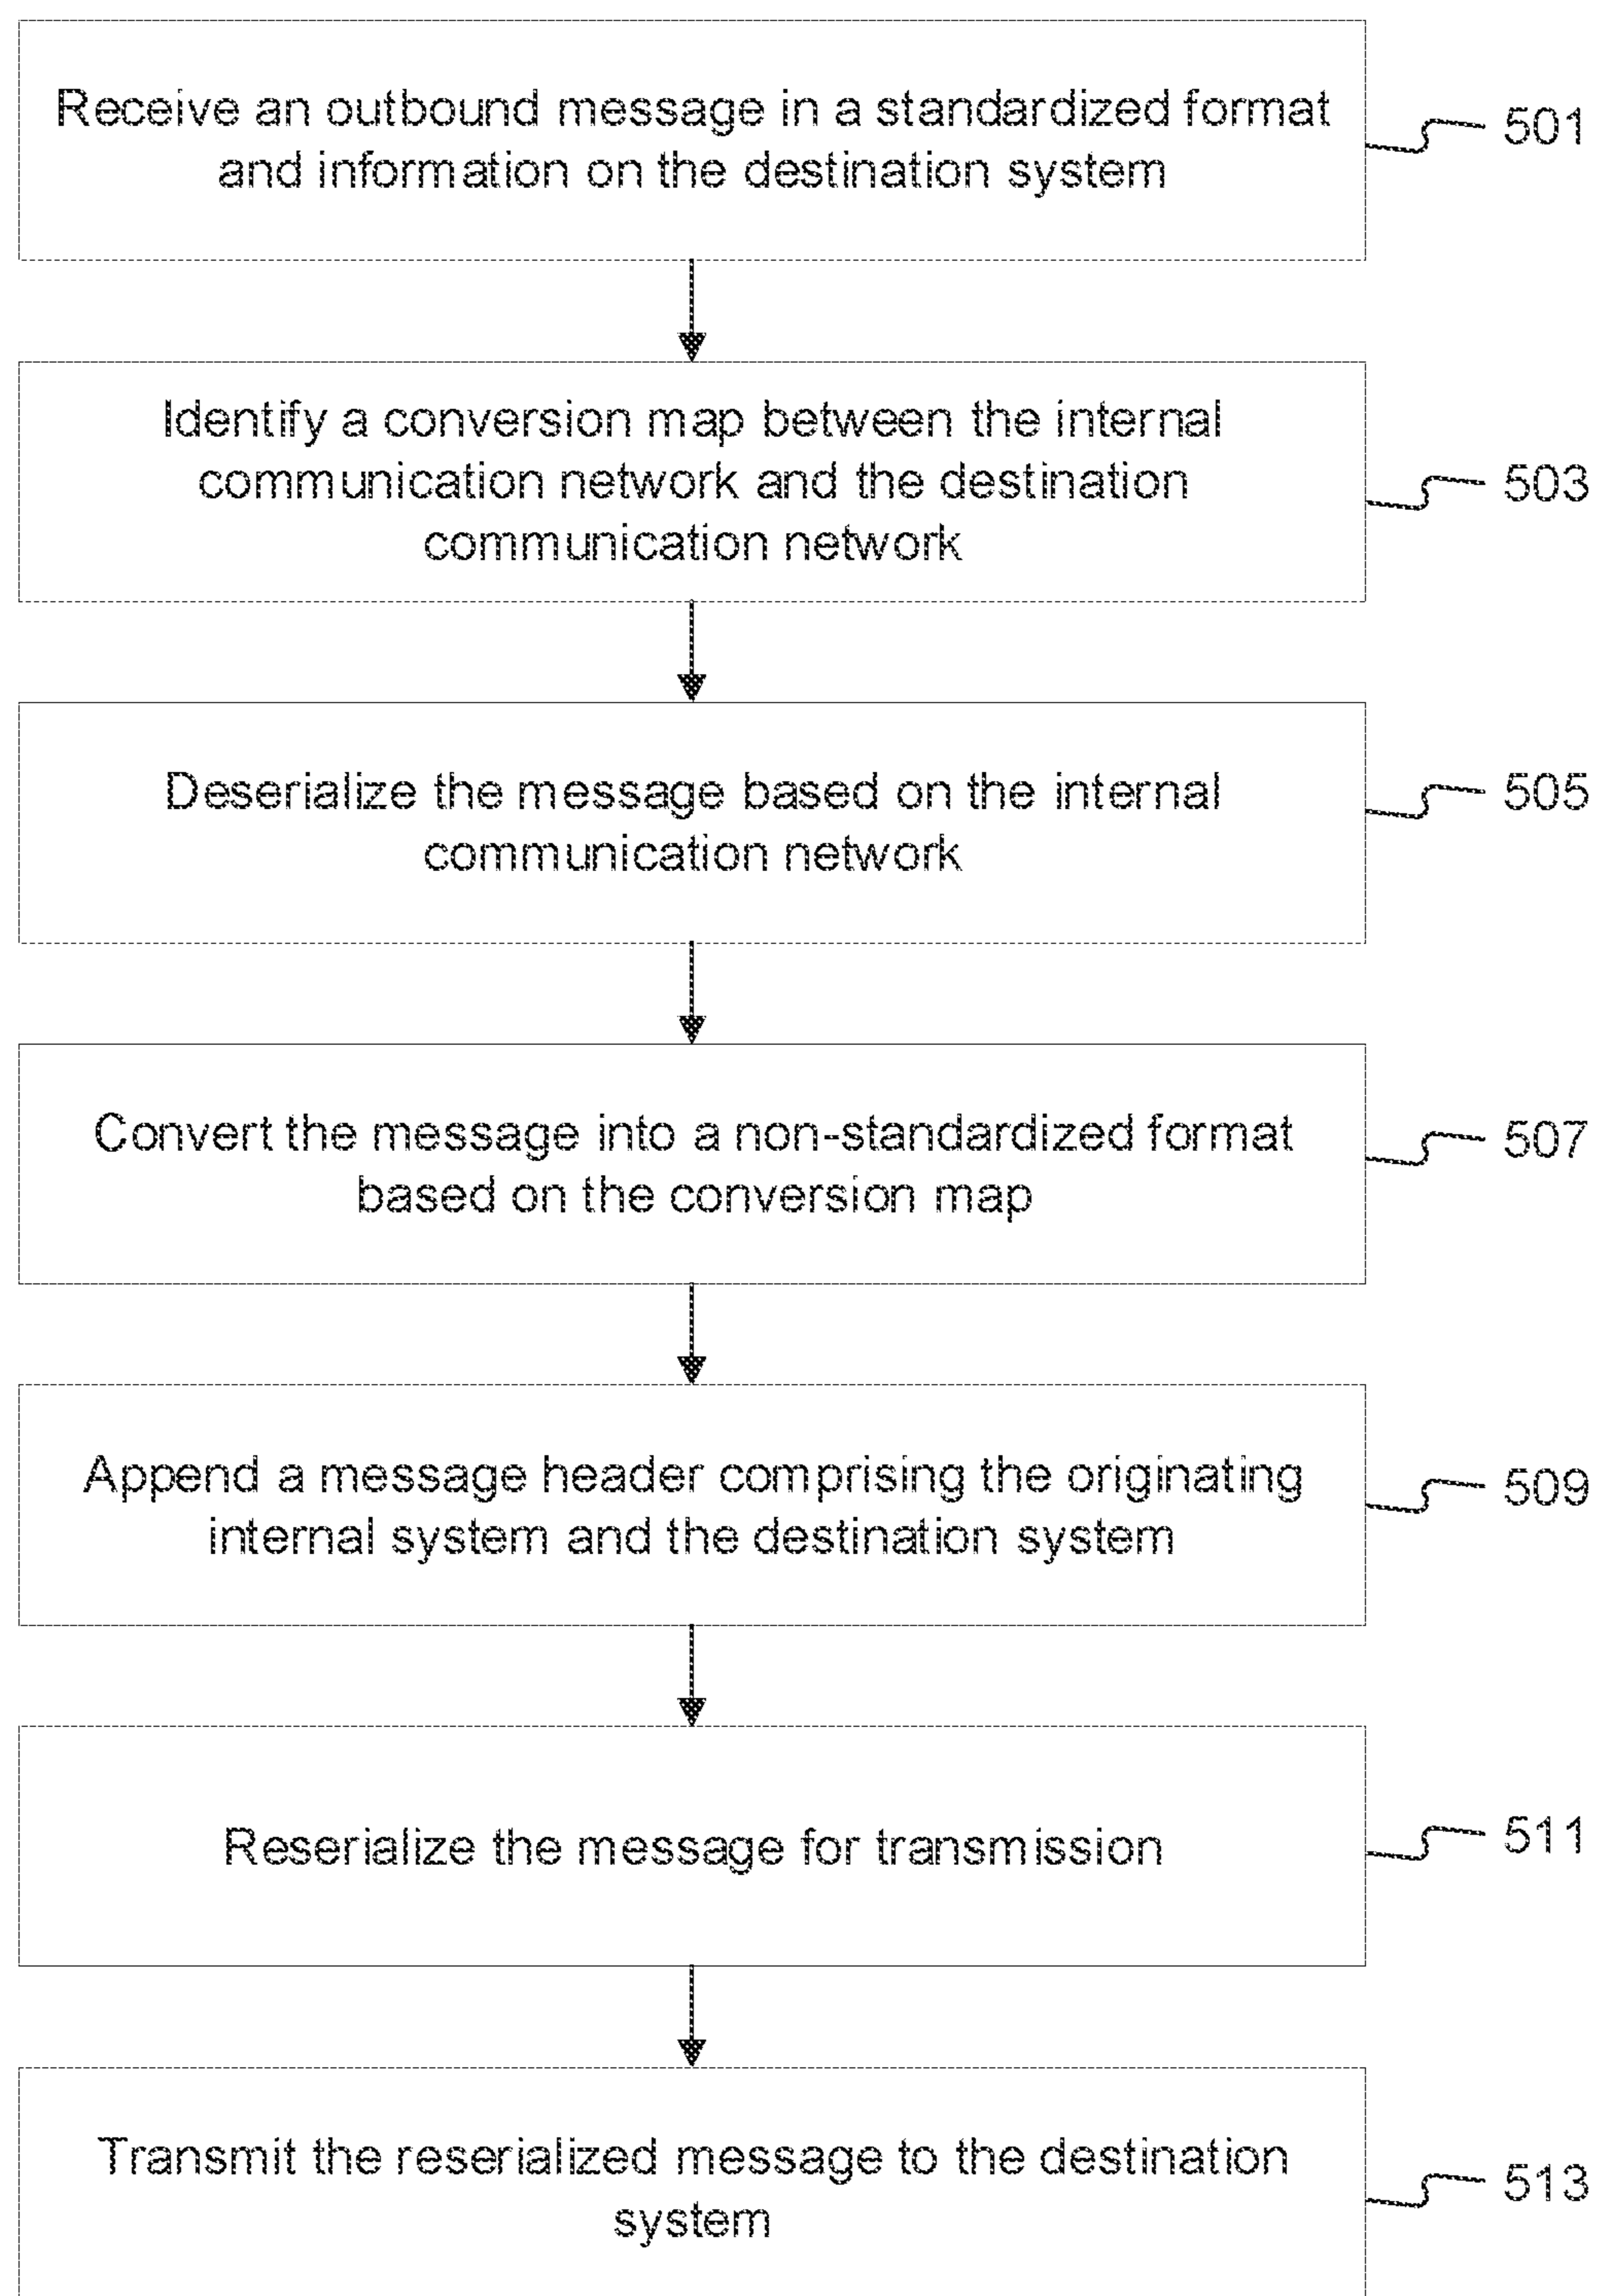 Receive an outbound message in a standardized format
and information on the destination system
501
Identify a conversion map between the internal
communication network and the destination
communication network
503
Deserialize the message based on the internal
communication network
505
Convert the message into a non-standardized format
based on the conversion map
507
Append a message header comprising the originating
internal system and the destination system
509
Reserialize the message for transmission
511
Transmit the reserialized message to the destination
system
513